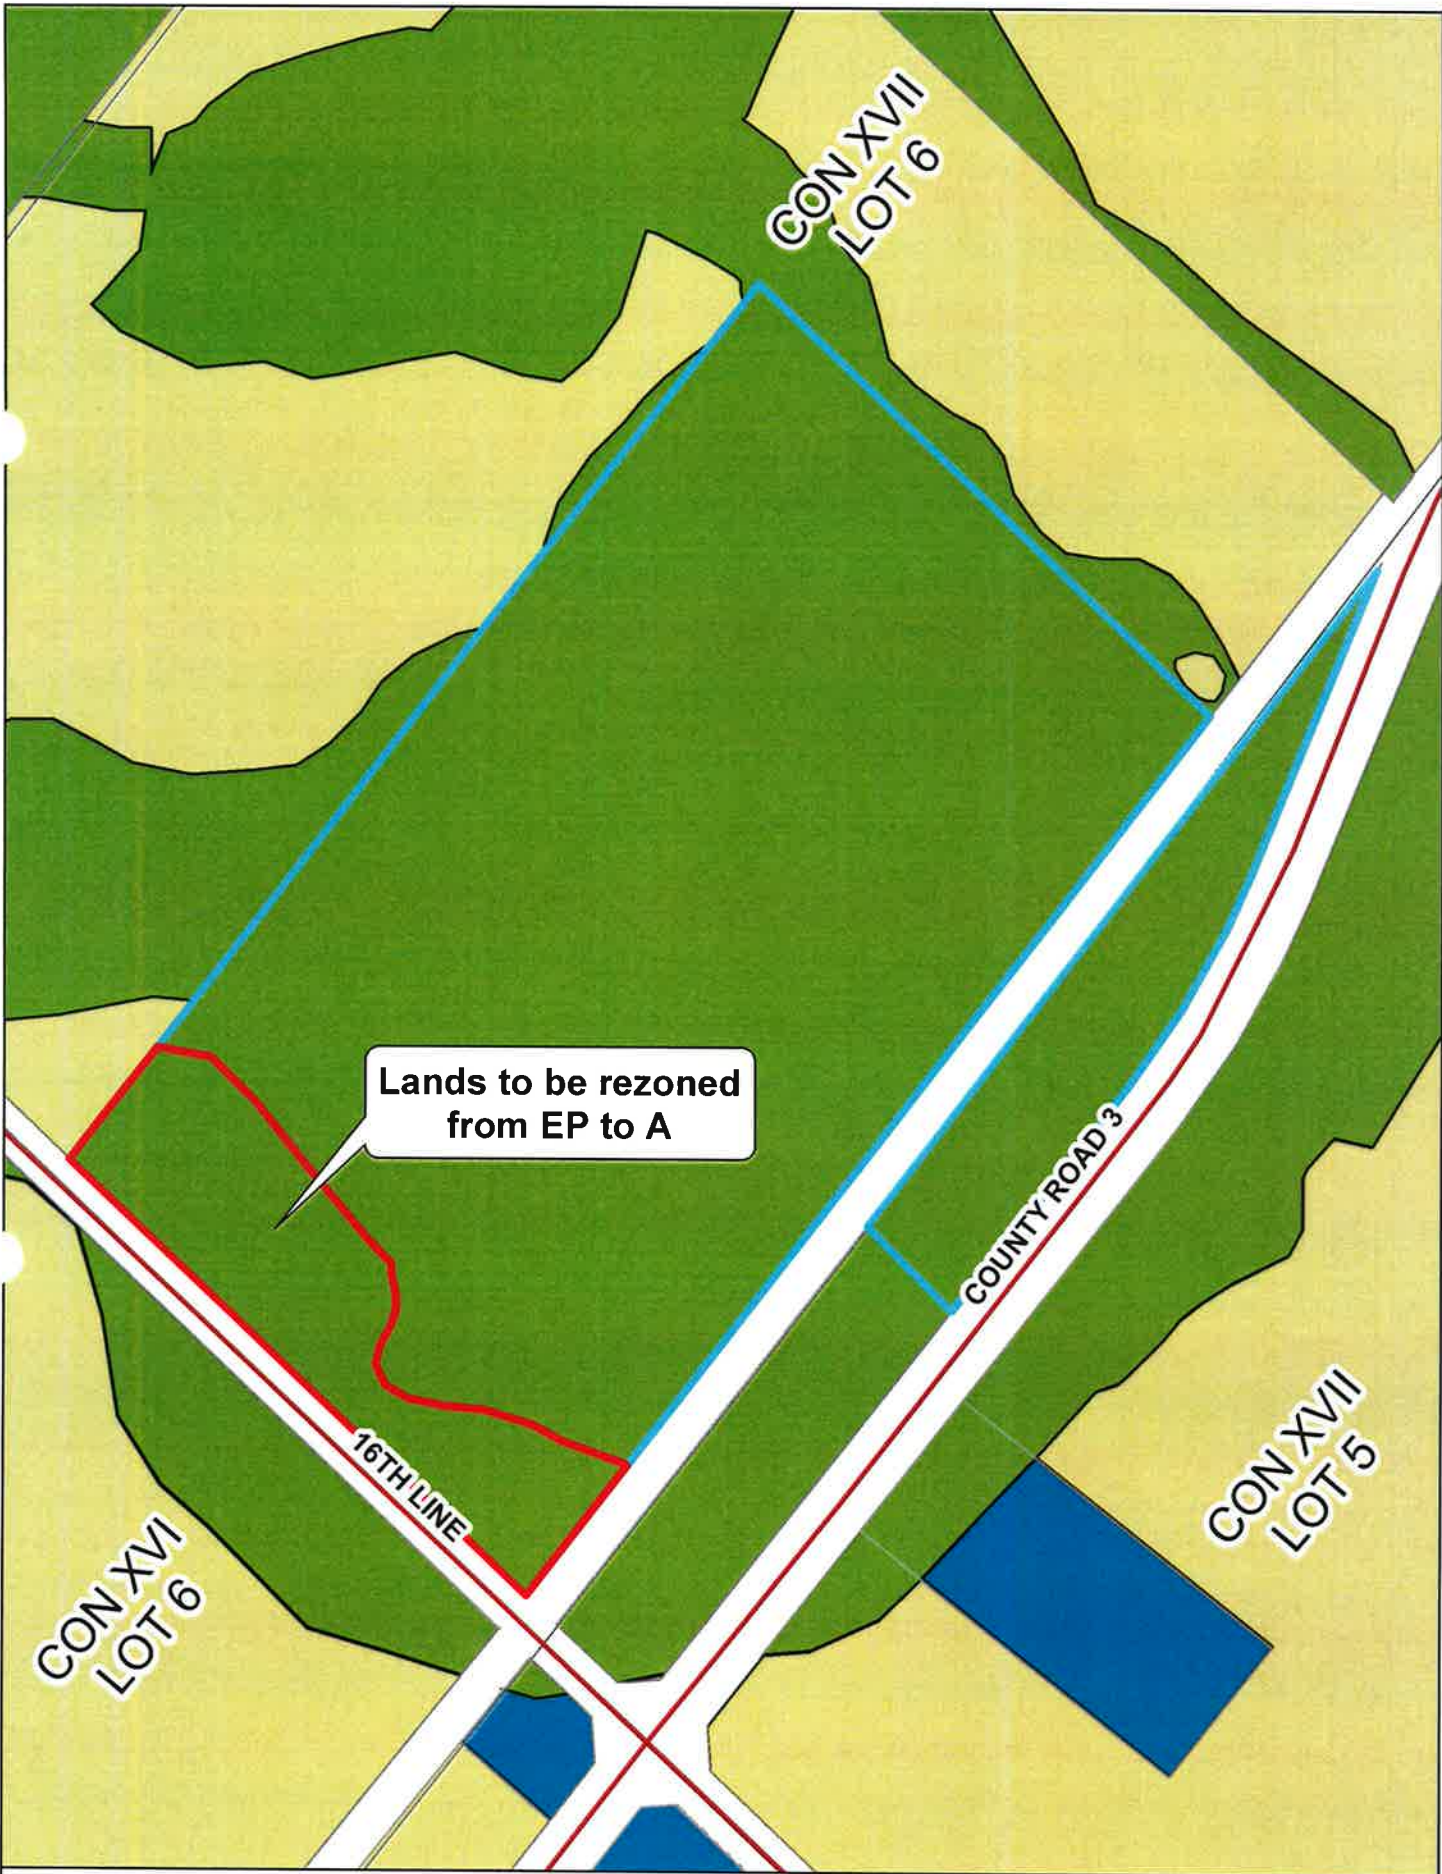 CON XVII
LOT 6
Lands to be rezoned
from EP to A
COUNTY ROAD 3
16TH LINE
CON XVII
LOT 5
CON XVI
LOT 6